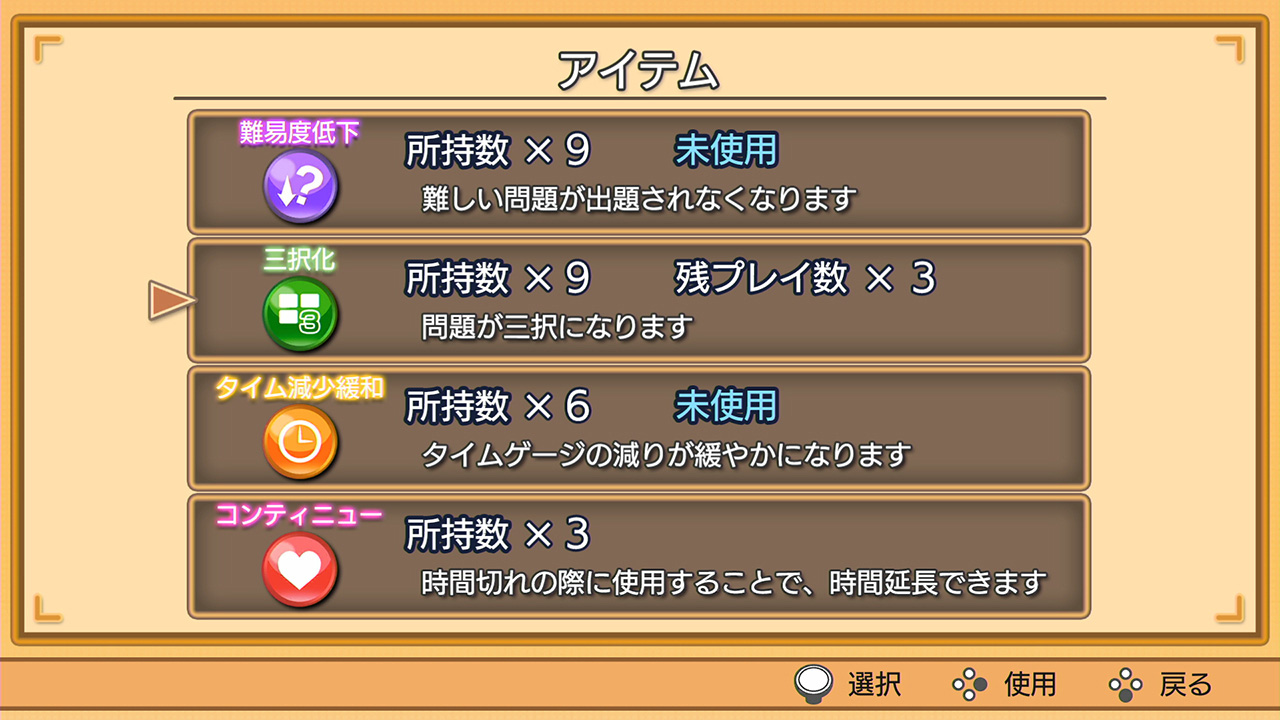 アイテム
難易度低下
所持数 × 9 未使用
難しい問題が出題されなくなります
三択化
所持数 × 9 残プレイ数 × 3
3
問題が三択になります
タイム減少緩和
所持数 × 6 未使用
タイムゲージの減りが緩やかになります
コンティニュー
所持数 × 3
時間切れの際に使用することで、時間延長できます
選択 使用 戻る